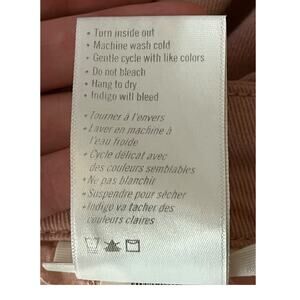 • Turn inside out
• Machine wash cold
• Gentle cycle with like colors
• Do not bleach
• Hang to dry
• Indigo will bleed
• Tourner à l'envers
• Laver en machine à
l'eau froide
• Cycle délicat avec
des couleurs semblables
• Ne pas blanchir
• Suspendre pour sécher
• Indigo va tacher des
couleurs claires